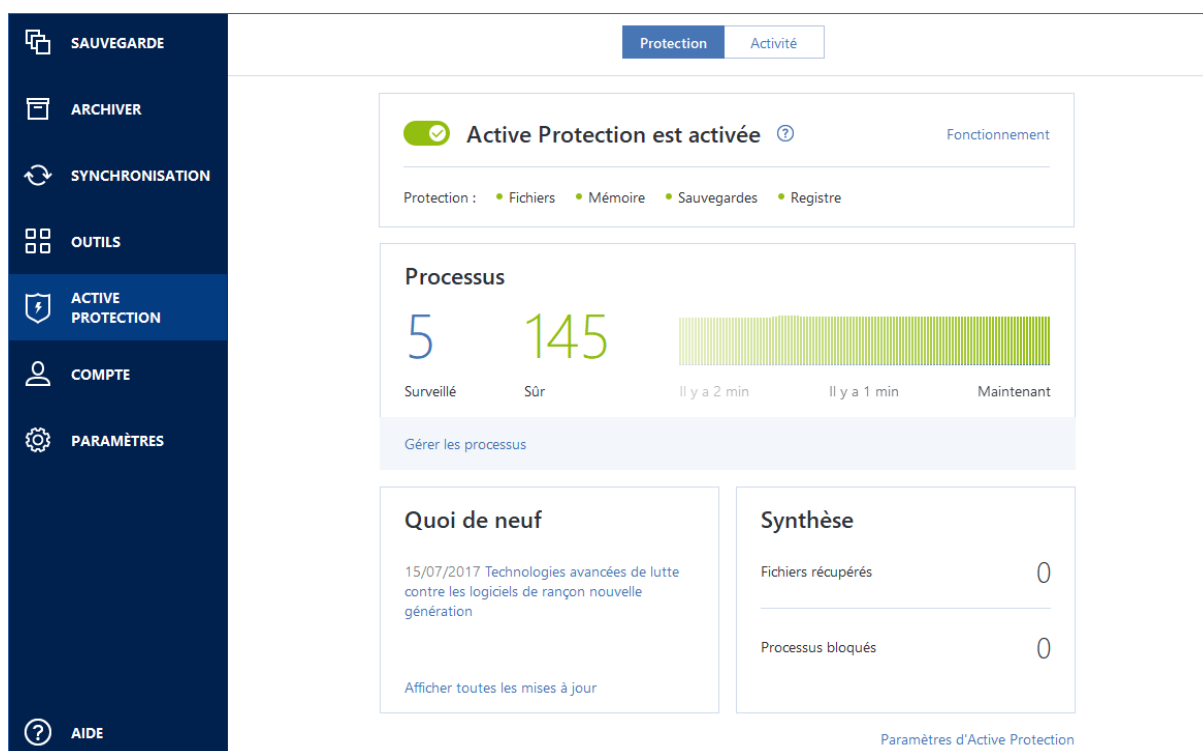 SAUVEGARDE
ARCHIVER
SYNCHRONISATION
OUTILS
ACTIVE
PROTECTION
COMPTE
PARAMÈTRES
AIDE
Protection
Activité
Active Protection est activée ?
Fonctionnement
Protection : • Fichiers • Mémoire • Sauvegardes • Registre
Processus
5
Surveillé
145
Sûr
Il y a 2 min
Il y a 1 min
Maintenant
Gérer les processus
Quoi de neuf
15/07/2017 Technologies avancées de lutte
contre les logiciels de rançon nouvelle
génération
Afficher toutes les mises à jour
Synthèse
Fichiers récupérés 0
Processus bloqués 0
Paramètres d'Active Protection